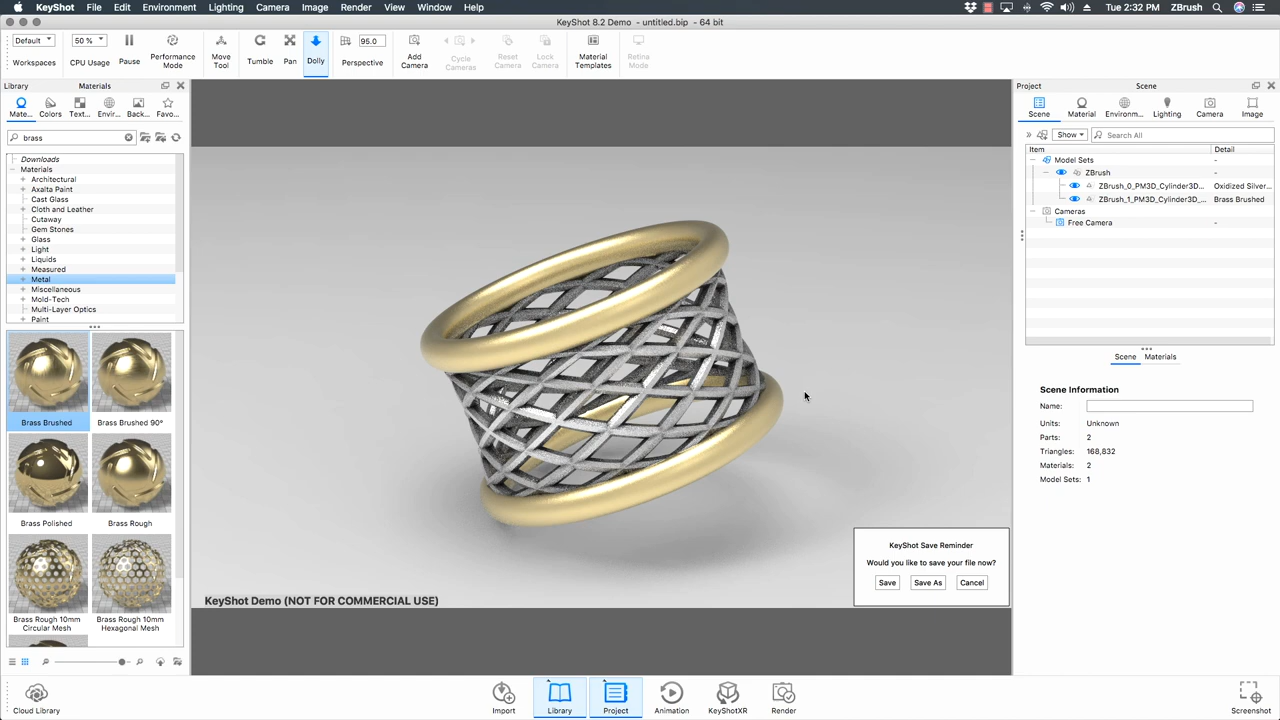 KeyShot File Edit Environment Lighting Camera Image Render View Window Help Tue 2:32 PM ZBrush
KeyShot 8.2 Demo - untitled.bip - 64 bit
Default 50 % 95.0
Workspaces CPU Usage Pause Performance Mode Move Tool Tumble Pan Dolly Perspective Add Camera Cycle Cameras Reset Camera Lock Camera Material Templates Retina Mode
Library Materials
Mate... Colors Text... Envir... Back... Favo...
brass
Downloads
Materials
Architectural
Axalta Paint
Cast Glass
Cloth and Leather
Cutaway
Gem Stones
Glass
Light
Liquids
Measured
Metal
Miscellaneous
Mold-Tech
Multi-Layer Optics
Paint
Brass Brushed Brass Brushed 90°
Brass Polished Brass Rough
Brass Rough 10mm Circular Mesh Brass Rough 10mm Hexagonal Mesh
KeyShot Demo (NOT FOR COMMERCIAL USE)
KeyShot Save Reminder
Would you like to save your file now?
Save Save As Cancel
Project Scene
Scene Material Environm... Lighting Camera Image
» Show Search All
Item Detail
Model Sets -
ZBrush -
ZBrush_0_PM3D_Cylinder3D... Oxidized Silver...
ZBrush_1_PM3D_Cylinder3D_... Brass Brushed
Cameras
Free Camera -
Scene Materials
Scene Information
Name:
Units: Unknown
Parts: 2
Triangles: 168,832
Materials: 2
Model Sets: 1
Cloud Library Import Library Project Animation KeyShotXR Render Screenshot